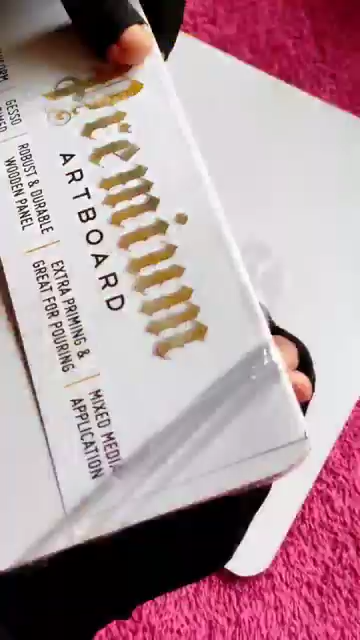 Premium
ARTBOARD
GESSO
ROBUST & DURABLE
WOODEN PANEL
EXTRA PRIMING &
GREAT FOR POURING
MIXED MEDIA
APPLICATION